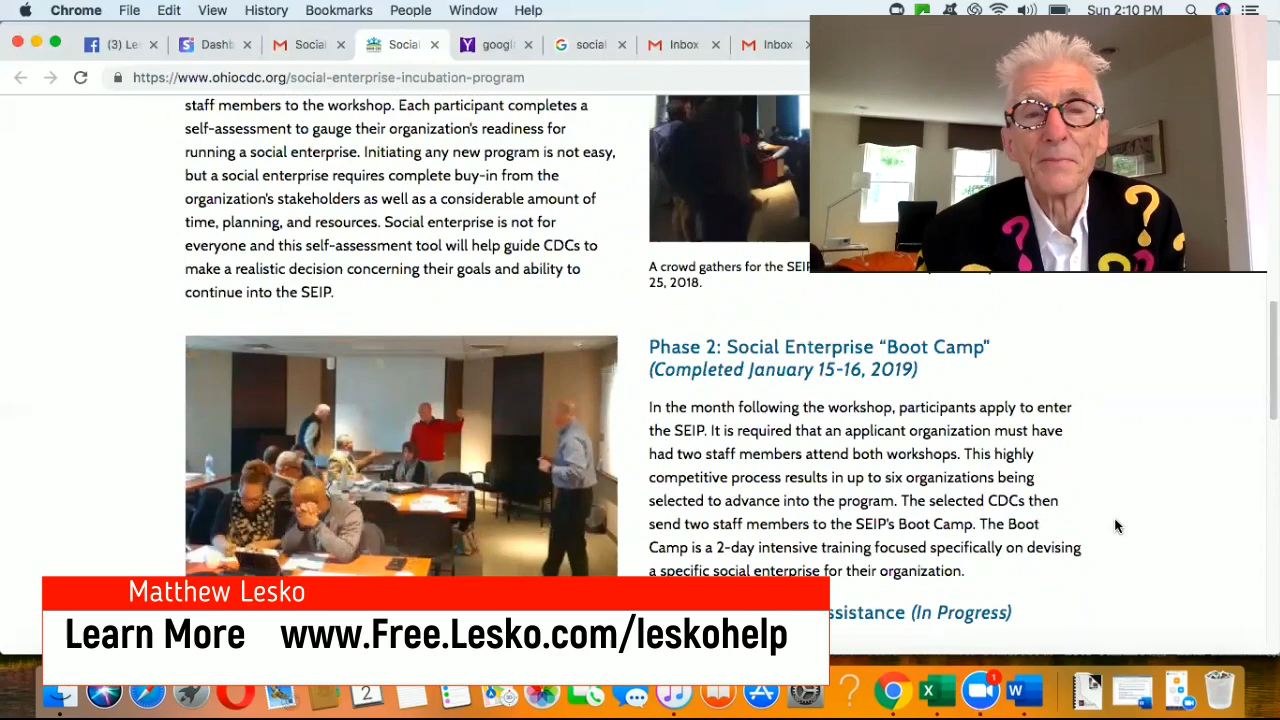 Chrome File Edit View History Bookmarks People Window Help Sun 2:10 PM
(3) Le Dashb Social Social googl social Inbox Inbox
https://www.ohiocdc.org/social-enterprise-incubation-program
staff members to the workshop. Each participant completes a
self-assessment to gauge their organization's readiness for
running a social enterprise. Initiating any new program is not easy,
but a social enterprise requires complete buy-in from the
organization's stakeholders as well as a considerable amount of
time, planning, and resources. Social enterprise is not for
everyone and this self-assessment tool will help guide CDCs to
make a realistic decision concerning their goals and ability to
continue into the SEIP.
A crowd gathers for the SEIP
25, 2018.
Phase 2: Social Enterprise “Boot Camp"
(Completed January 15-16, 2019)
In the month following the workshop, participants apply to enter
the SEIP. It is required that an applicant organization must have
had two staff members attend both workshops. This highly
competitive process results in up to six organizations being
selected to advance into the program. The selected CDCs then
send two staff members to the SEIP's Boot Camp. The Boot
Camp is a 2-day intensive training focused specifically on devising
a specific social enterprise for their organization.
ssistance (In Progress)
Matthew Lesko
Learn More www.Free.Lesko.com/leskohelp
2
1